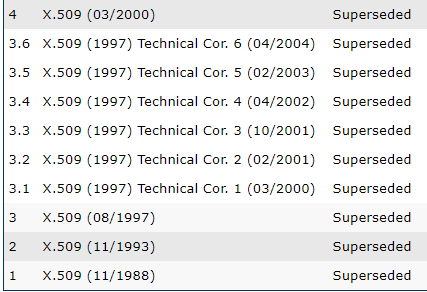 4 X.509 (03/2000) Superseded
3.6 X.509 (1997) Technical Cor. 6 (04/2004) Superseded
3.5 X.509 (1997) Technical Cor. 5 (02/2003) Superseded
3.4 X.509 (1997) Technical Cor. 4 (04/2002) Superseded
3.3 X.509 (1997) Technical Cor. 3 (10/2001) Superseded
3.2 X.509 (1997) Technical Cor. 2 (02/2001) Superseded
3.1 X.509 (1997) Technical Cor. 1 (03/2000) Superseded
3 X.509 (08/1997) Superseded
2 X.509 (11/1993) Superseded
1 X.509 (11/1988) Superseded